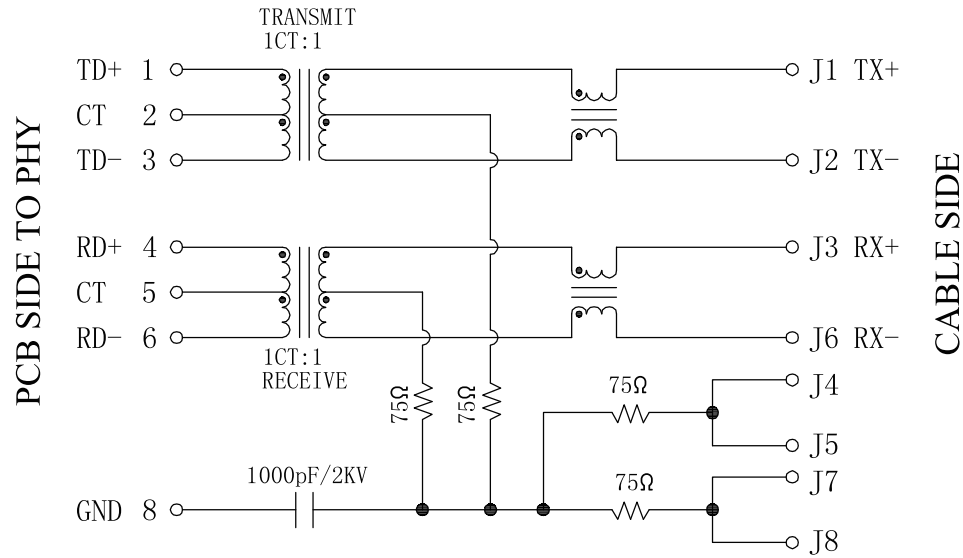 TRANSMIT
1CT:1
TD+ 1
CT 2
TD- 3
J1 TX+
J2 TX-
RD+ 4
CT 5
RD- 6
J3 RX+
J6 RX-
1CT:1
RECEIVE
PCB SIDE TO PHY
CABLE SIDE
75Ω
75Ω
75Ω
J4
J5
1000pF/2KV
75Ω
J7
GND 8
J8